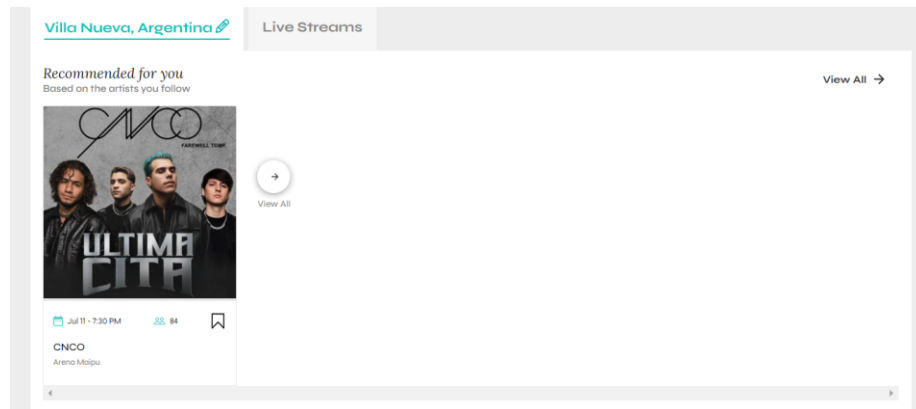 Villa Nueva, Argentina
Live Streams
Recommended for you
Based on the artists you follow
View All
CNCO
FAREWELL TOUR
ULTIMA
CITA
View All
Jul 11 - 7:30 PM
84
CNCO
Arena Maipu